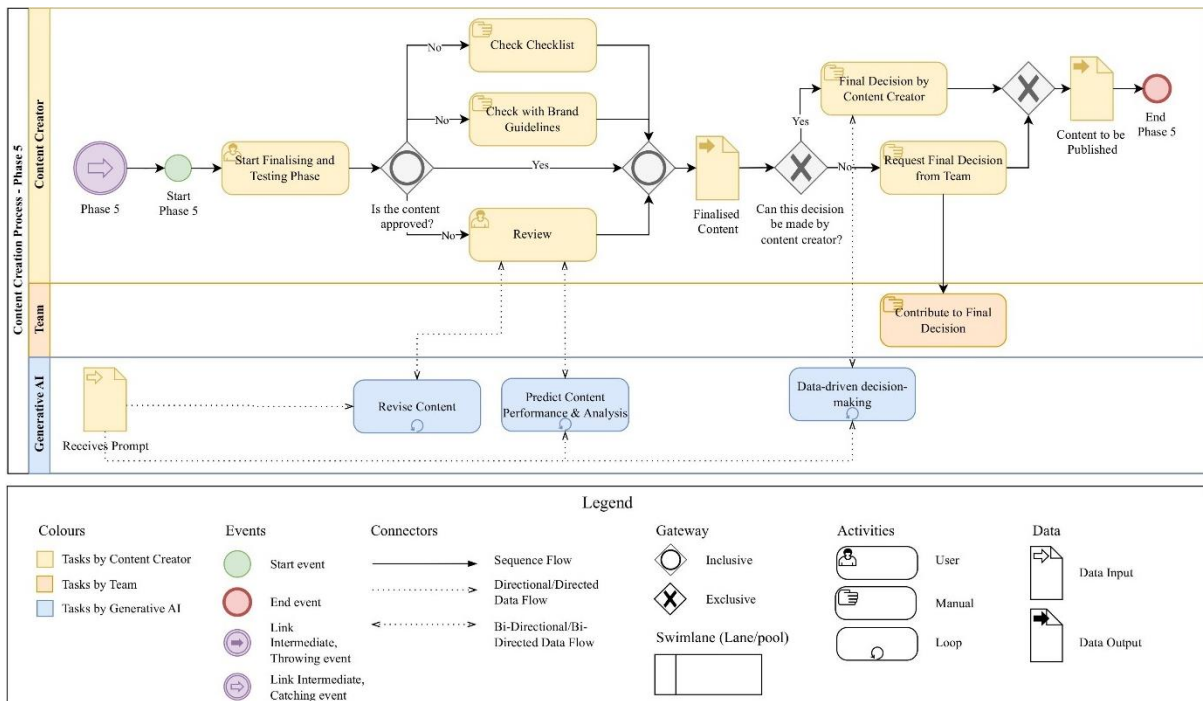 Content Creation Process - Phase 5
Content Creator
Phase 5
Start
Phase 5
Start Finalising and
Testing Phase
Is the content
approved?
No
Check Checklist
No
Check with Brand
Guidelines
Yes
No
Review
Finalised
Content
Can this decision
be made by
content creator?
Yes
Final Decision by
Content Creator
No
Request Final Decision
from Team
Content to be
Published
End
Phase 5
Team
Contribute to Final
Decision
Generative AI
Receives Prompt
Revise Content
Predict Content
Performance & Analysis
Data-driven decision-
making
Legend
Colours
Tasks by Content Creator
Tasks by Team
Tasks by Generative AI
Events
Start event
End event
Link
Intermediate,
Throwing event
Link Intermediate,
Catching event
Connectors
Sequence Flow
Directional/Directed
Data Flow
Bi-Directional/Bi-
Directed Data Flow
Gateway
Inclusive
Exclusive
Swimlane (Lane/pool)
Activities
User
Manual
Loop
Data
Data Input
Data Output